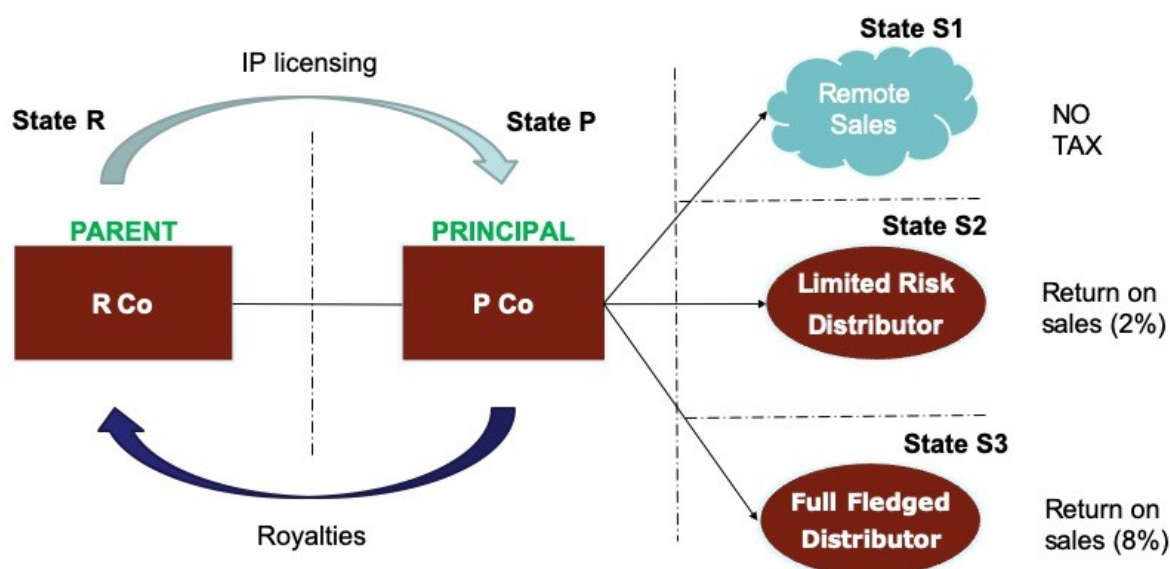 State S1
IP licensing
Remote
Sales
State R
State P
NO
TAX
PARENT
PRINCIPAL
State S2
R Co
P Co
Limited Risk
Distributor
Return on
sales (2%)
State S3
Royalties
Full Fledged
Distributor
Return on
sales (8%)